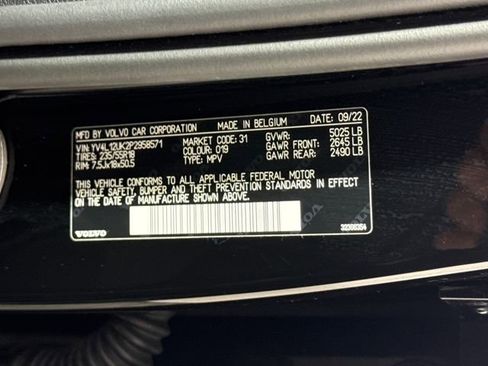 MFD BY VOLVO CAR CORPORATION MADE IN BELGIUM 09/22
VIN: YV4L12UK2P2958571 MARKET CODE: 31 GVWR: 5025 LB
TIRES: 235/55R18 COLOUR: 019 GAWR FRONT: 2645 LB
RIM: 7.5Jx18x50.5 TYPE: MPV GAWR REAR: 2490 LB
THIS VEHICLE CONFORMS TO ALL APPLICABLE FEDERAL MOTOR
VEHICLE SAFETY, BUMPER AND THEFT PREVENTION STANDARDS IN EFFECT
ON THE DATE OF MANUFACTURE SHOWN ABOVE.
VOLVO